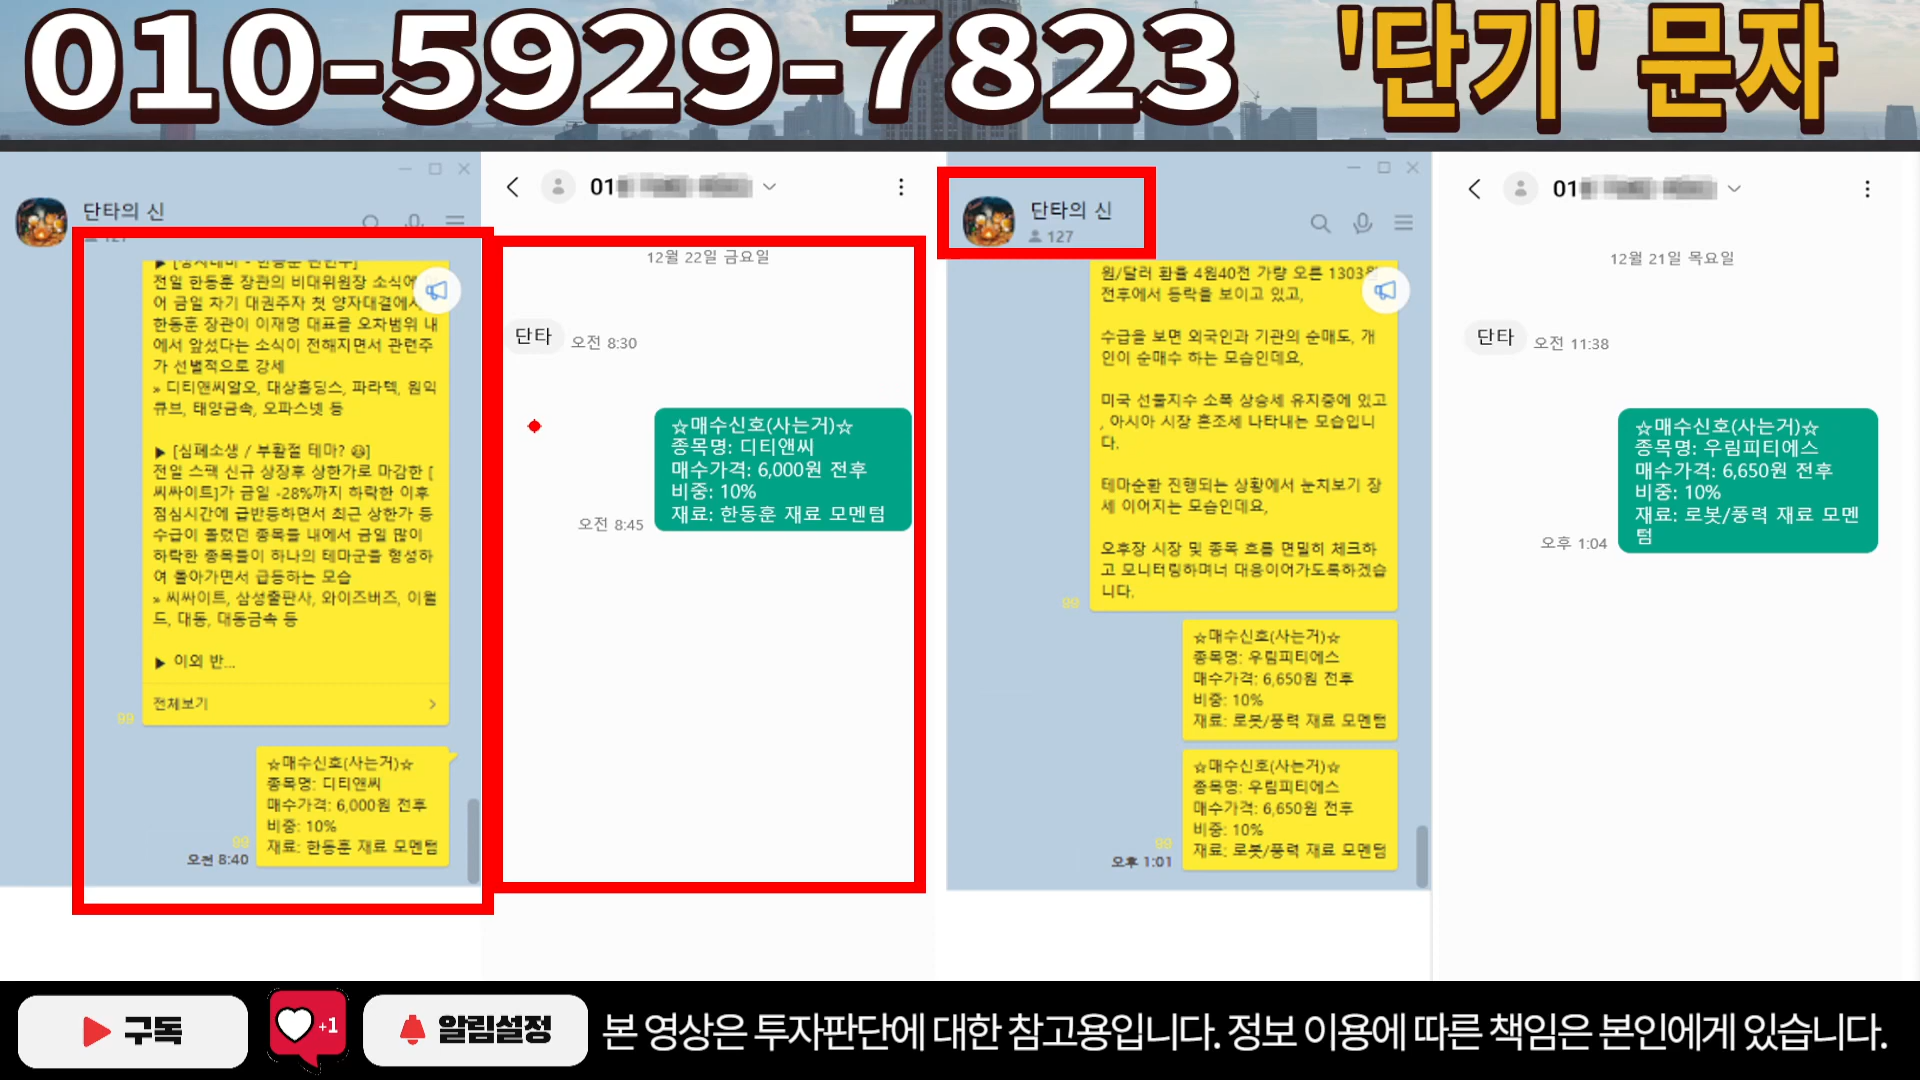 010-5929-7823 '단기' 문자
단타의 신
전일 한동훈 장관의 비대위원장 소식에
어 금일 차기 대권주자 첫 양자대결에서
한동훈 장관이 이재명 대표를 오차범위 내
에서 앞섰다는 소식이 전해지면서 관련주
가 선별적으로 강세
» 디티앤씨알오, 대상홀딩스, 파라텍, 원익
큐브, 태양금속, 오파스넷 등
▶ [심폐소생 / 부활절 테마? 😆]
전일 스팩 신규 상장후 상한가로 마감한 [
씨싸이트]가 금일 -28%까지 하락한 이후
점심시간에 급반등하면서 최근 상한가 등
수급이 몰렸던 종목들 내에서 금일 많이
하락한 종목들이 하나의 테마군을 형성하
여 돌아가면서 급등하는 모습
» 씨싸이트, 삼성출판사, 와이즈버즈, 이월
드, 대동, 대동금속 등
▶ 이외 반...
전체보기
99
☆매수신호(사는거)☆
종목명: 디티앤씨
매수가격: 6,000원 전후
비중: 10%
재료: 한동훈 재료 모멘텀
99
오전 8:40
01
12월 22일 금요일
단타
오전 8:30
☆매수신호(사는거)☆
종목명: 디티앤씨
매수가격: 6,000원 전후
비중: 10%
재료: 한동훈 재료 모멘텀
오전 8:45
단타의 신
127
원/달러 환율 4원40전 가량 오른 1303원
전후에서 등락을 보이고 있고,
수급을 보면 외국인과 기관의 순매도, 개
인이 순매수 하는 모습인데요,
미국 선물지수 소폭 상승세 유지중에 있고
, 아시아 시장 혼조세 나타내는 모습입니
다.
테마순환 진행되는 상황에서 눈치보기 장
세 이어지는 모습인데요,
오후장 시장 및 종목 흐름 면밀히 체크하
고 모니터링하며너 대응이어가도록하겠습
니다.
99
☆매수신호(사는거)☆
종목명: 우림피티에스
매수가격: 6,650원 전후
비중: 10%
재료: 로봇/풍력 재료 모멘텀
☆매수신호(사는거)☆
종목명: 우림피티에스
매수가격: 6,650원 전후
비중: 10%
재료: 로봇/풍력 재료 모멘텀
99
오후 1:01
01
12월 21일 목요일
단타
오전 11:38
☆매수신호(사는거)☆
종목명: 우림피티에스
매수가격: 6,650원 전후
비중: 10%
재료: 로봇/풍력 재료 모멘
텀
오후 1:04
구독
+1
알림설정
본 영상은 투자판단에 대한 참고용입니다. 정보 이용에 따른 책임은 본인에게 있습니다.